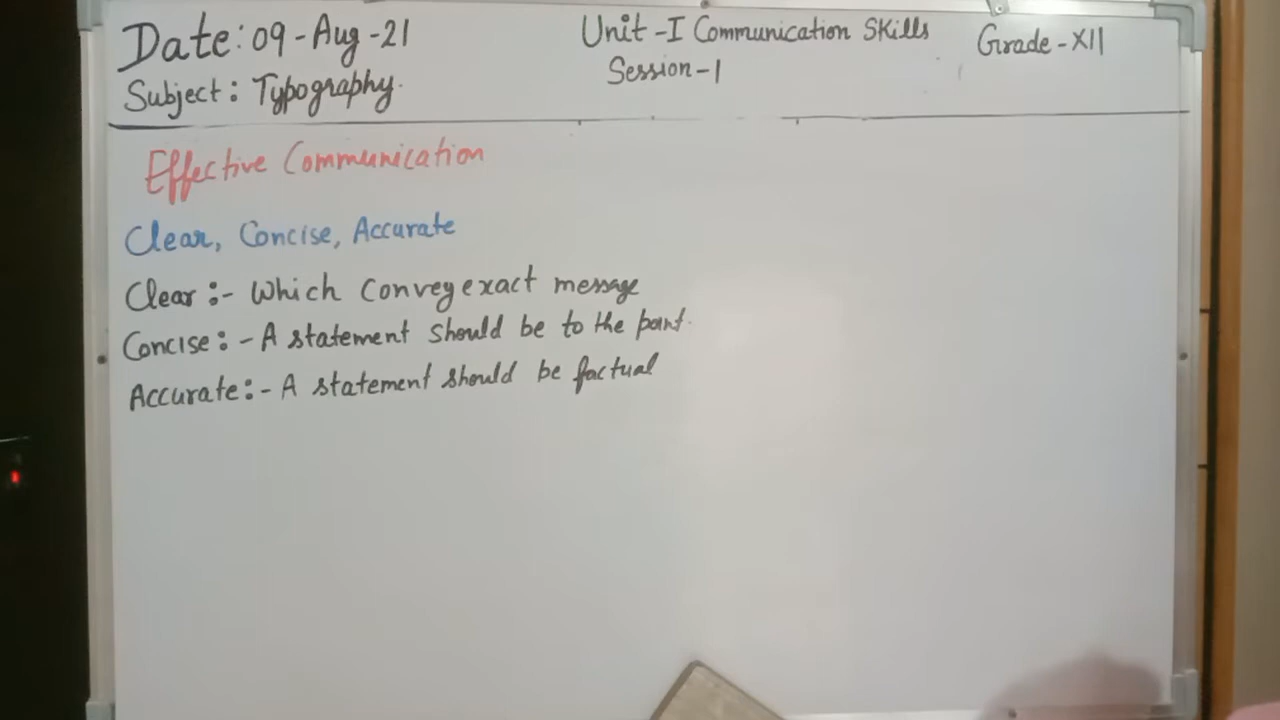 Date: 09-Aug-21
Unit-I Communication Skills
Grade-XII
Session-1
Subject: Typography.
Effective Communication
Clear, Concise, Accurate
Clear:- Which convey exact message
Concise:- A statement should be to the point.
Accurate:- A statement should be factual